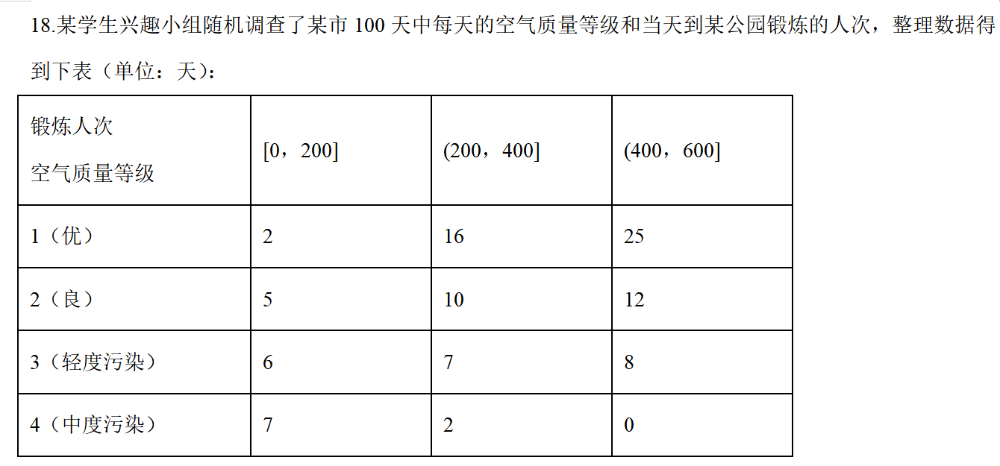 18.某学生兴趣小组随机调查了某市 100 天中每天的空气质量等级和当天到某公园锻炼的人次，整理数据得
到下表（单位：天）：
锻炼人次
空气质量等级
[0，200]
(200，400]
(400，600]
1（优）
2
16
25
2（良）
5
10
12
3（轻度污染）
6
7
8
4（中度污染）
7
2
0